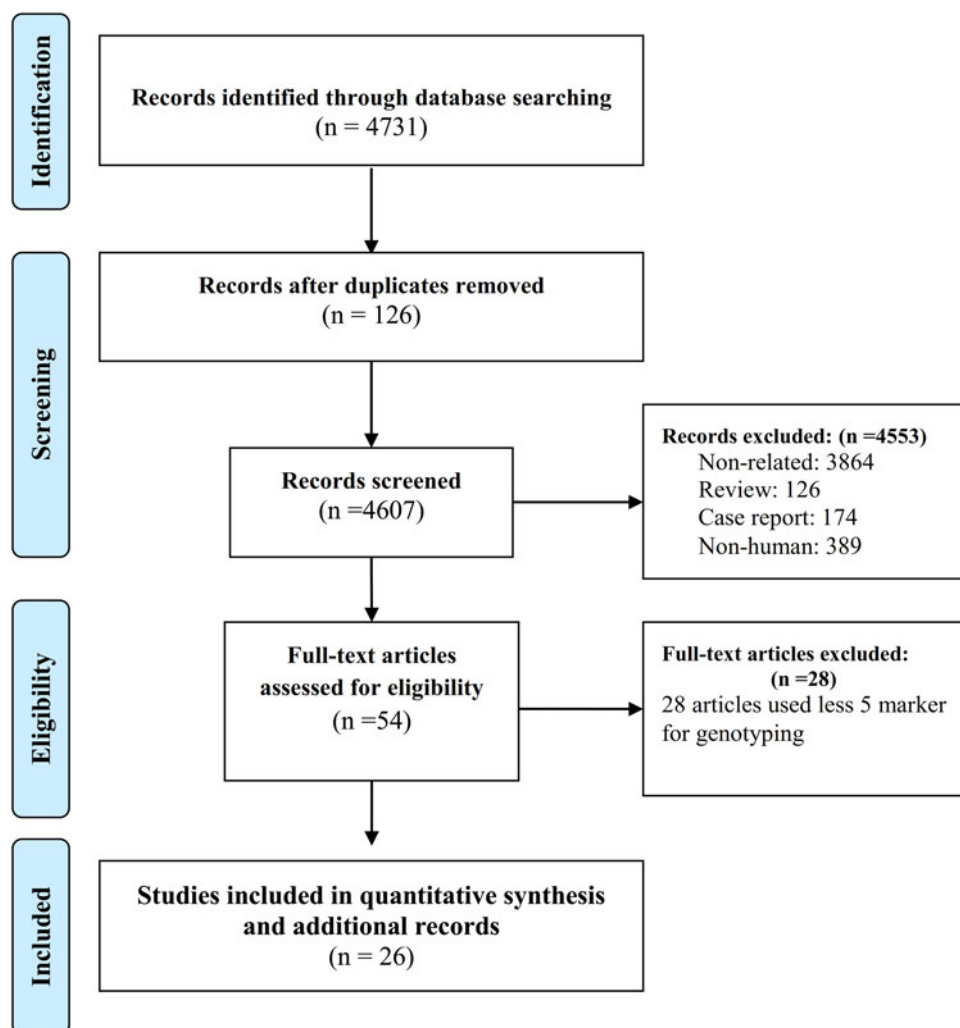 Identification
Records identified through database searching
(n = 4731)
Screening
Records after duplicates removed
(n = 126)
Records screened
(n =4607)
Records excluded: (n =4553)
Non-related: 3864
Review: 126
Case report: 174
Non-human: 389
Eligibility
Full-text articles
assessed for eligibility
(n =54)
Full-text articles excluded:
(n =28)
28 articles used less 5 marker
for genotyping
Included
Studies included in quantitative synthesis
and additional records
(n = 26)